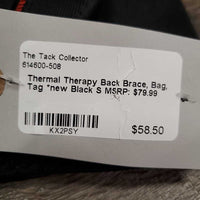 The Tack Collector
614600-508
Thermal Therapy Back Brace, Bag,
Tag *new Black S MSRP: $79.99
KX2PSY
$58.50